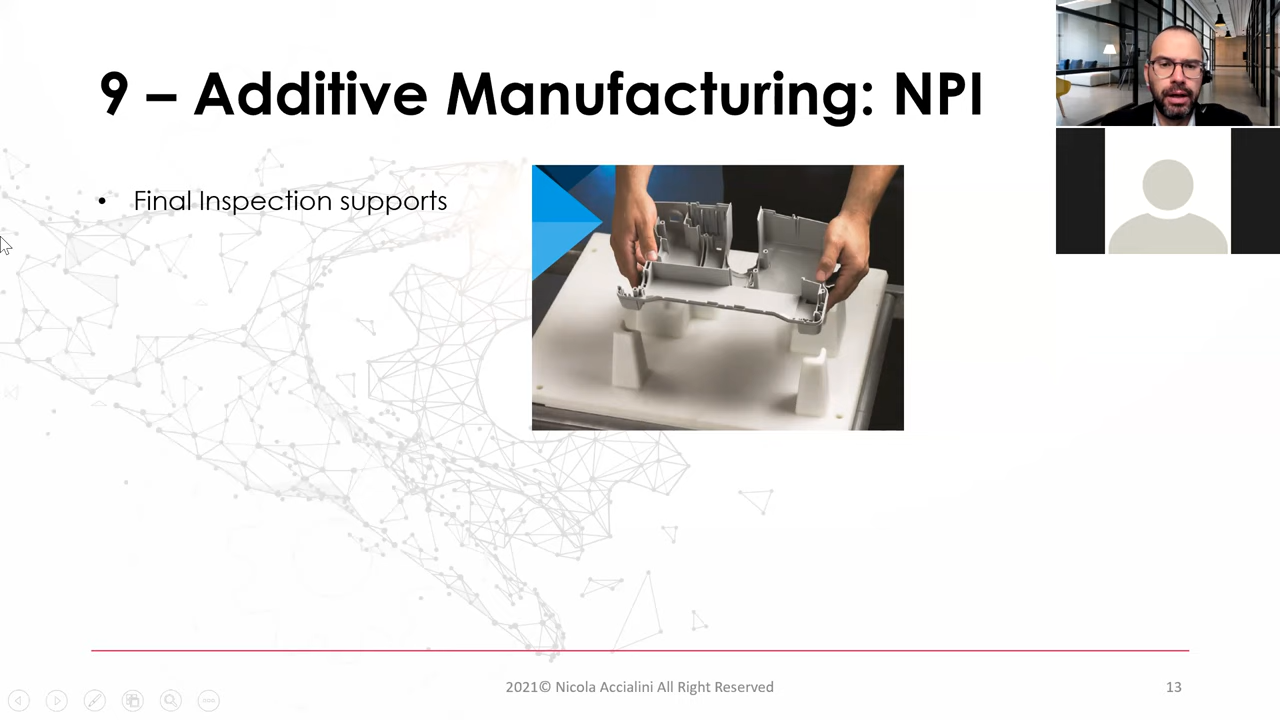 9 – Additive Manufacturing: NPI
• Final Inspection supports
2021© Nicola Accialini All Right Reserved
13